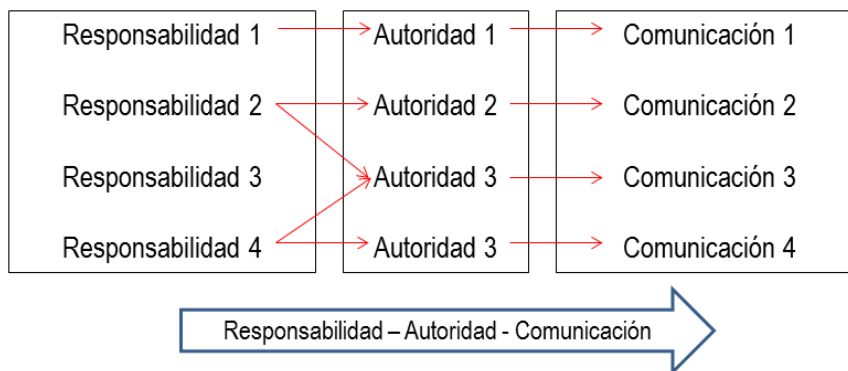 Responsabilidad 1 Autoridad 1 Comunicación 1
Responsabilidad 2 Autoridad 2 Comunicación 2
Responsabilidad 3 Autoridad 3 Comunicación 3
Responsabilidad 4 Autoridad 3 Comunicación 4
Responsabilidad – Autoridad - Comunicación